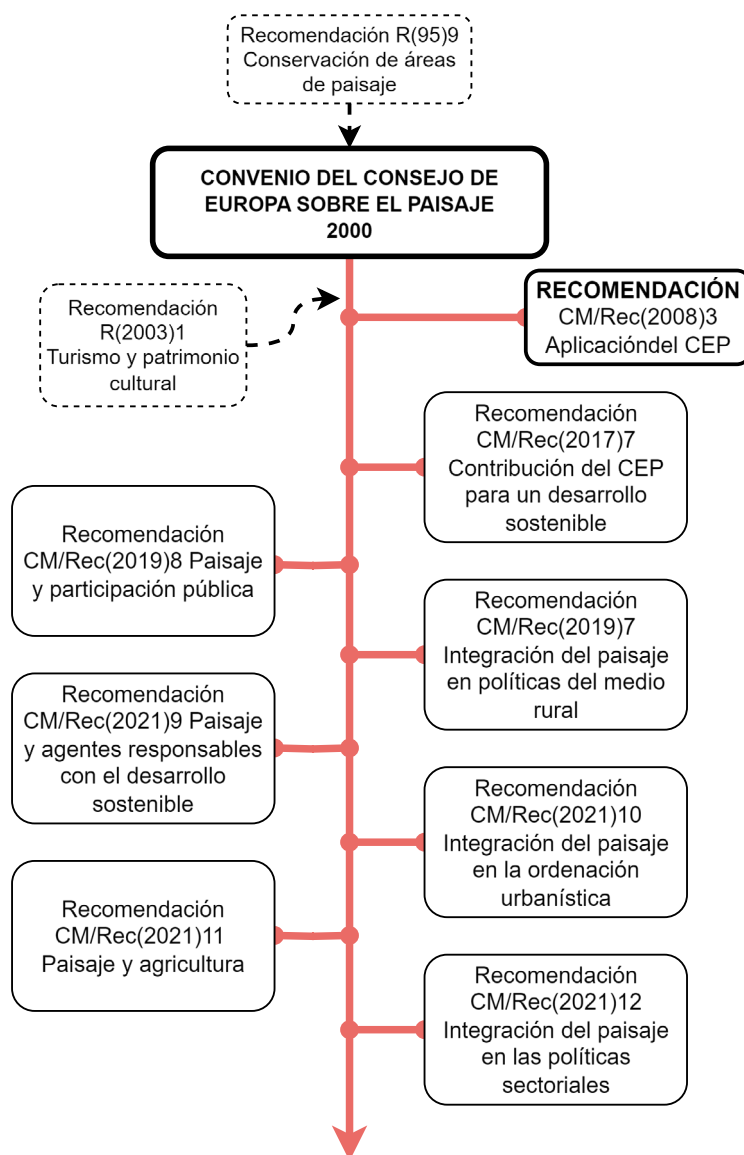 Recomendación R(95)9
Conservación de áreas
de paisaje
CONVENIO DEL CONSEJO DE
EUROPA SOBRE EL PAISAJE
2000
Recomendación
R(2003)1
Turismo y patrimonio
cultural
RECOMENDACIÓN
CM/Rec(2008)3
Aplicacióndel CEP
Recomendación
CM/Rec(2017)7
Contribución del CEP
para un desarrollo
sostenible
Recomendación
CM/Rec(2019)8 Paisaje
y participación pública
Recomendación
CM/Rec(2019)7
Integración del paisaje
en políticas del medio
rural
Recomendación
CM/Rec(2021)9 Paisaje
y agentes responsables
con el desarrollo
sostenible
Recomendación
CM/Rec(2021)10
Integración del paisaje
en la ordenación
urbanística
Recomendación
CM/Rec(2021)11
Paisaje y agricultura
Recomendación
CM/Rec(2021)12
Integración del paisaje
en las políticas
sectoriales